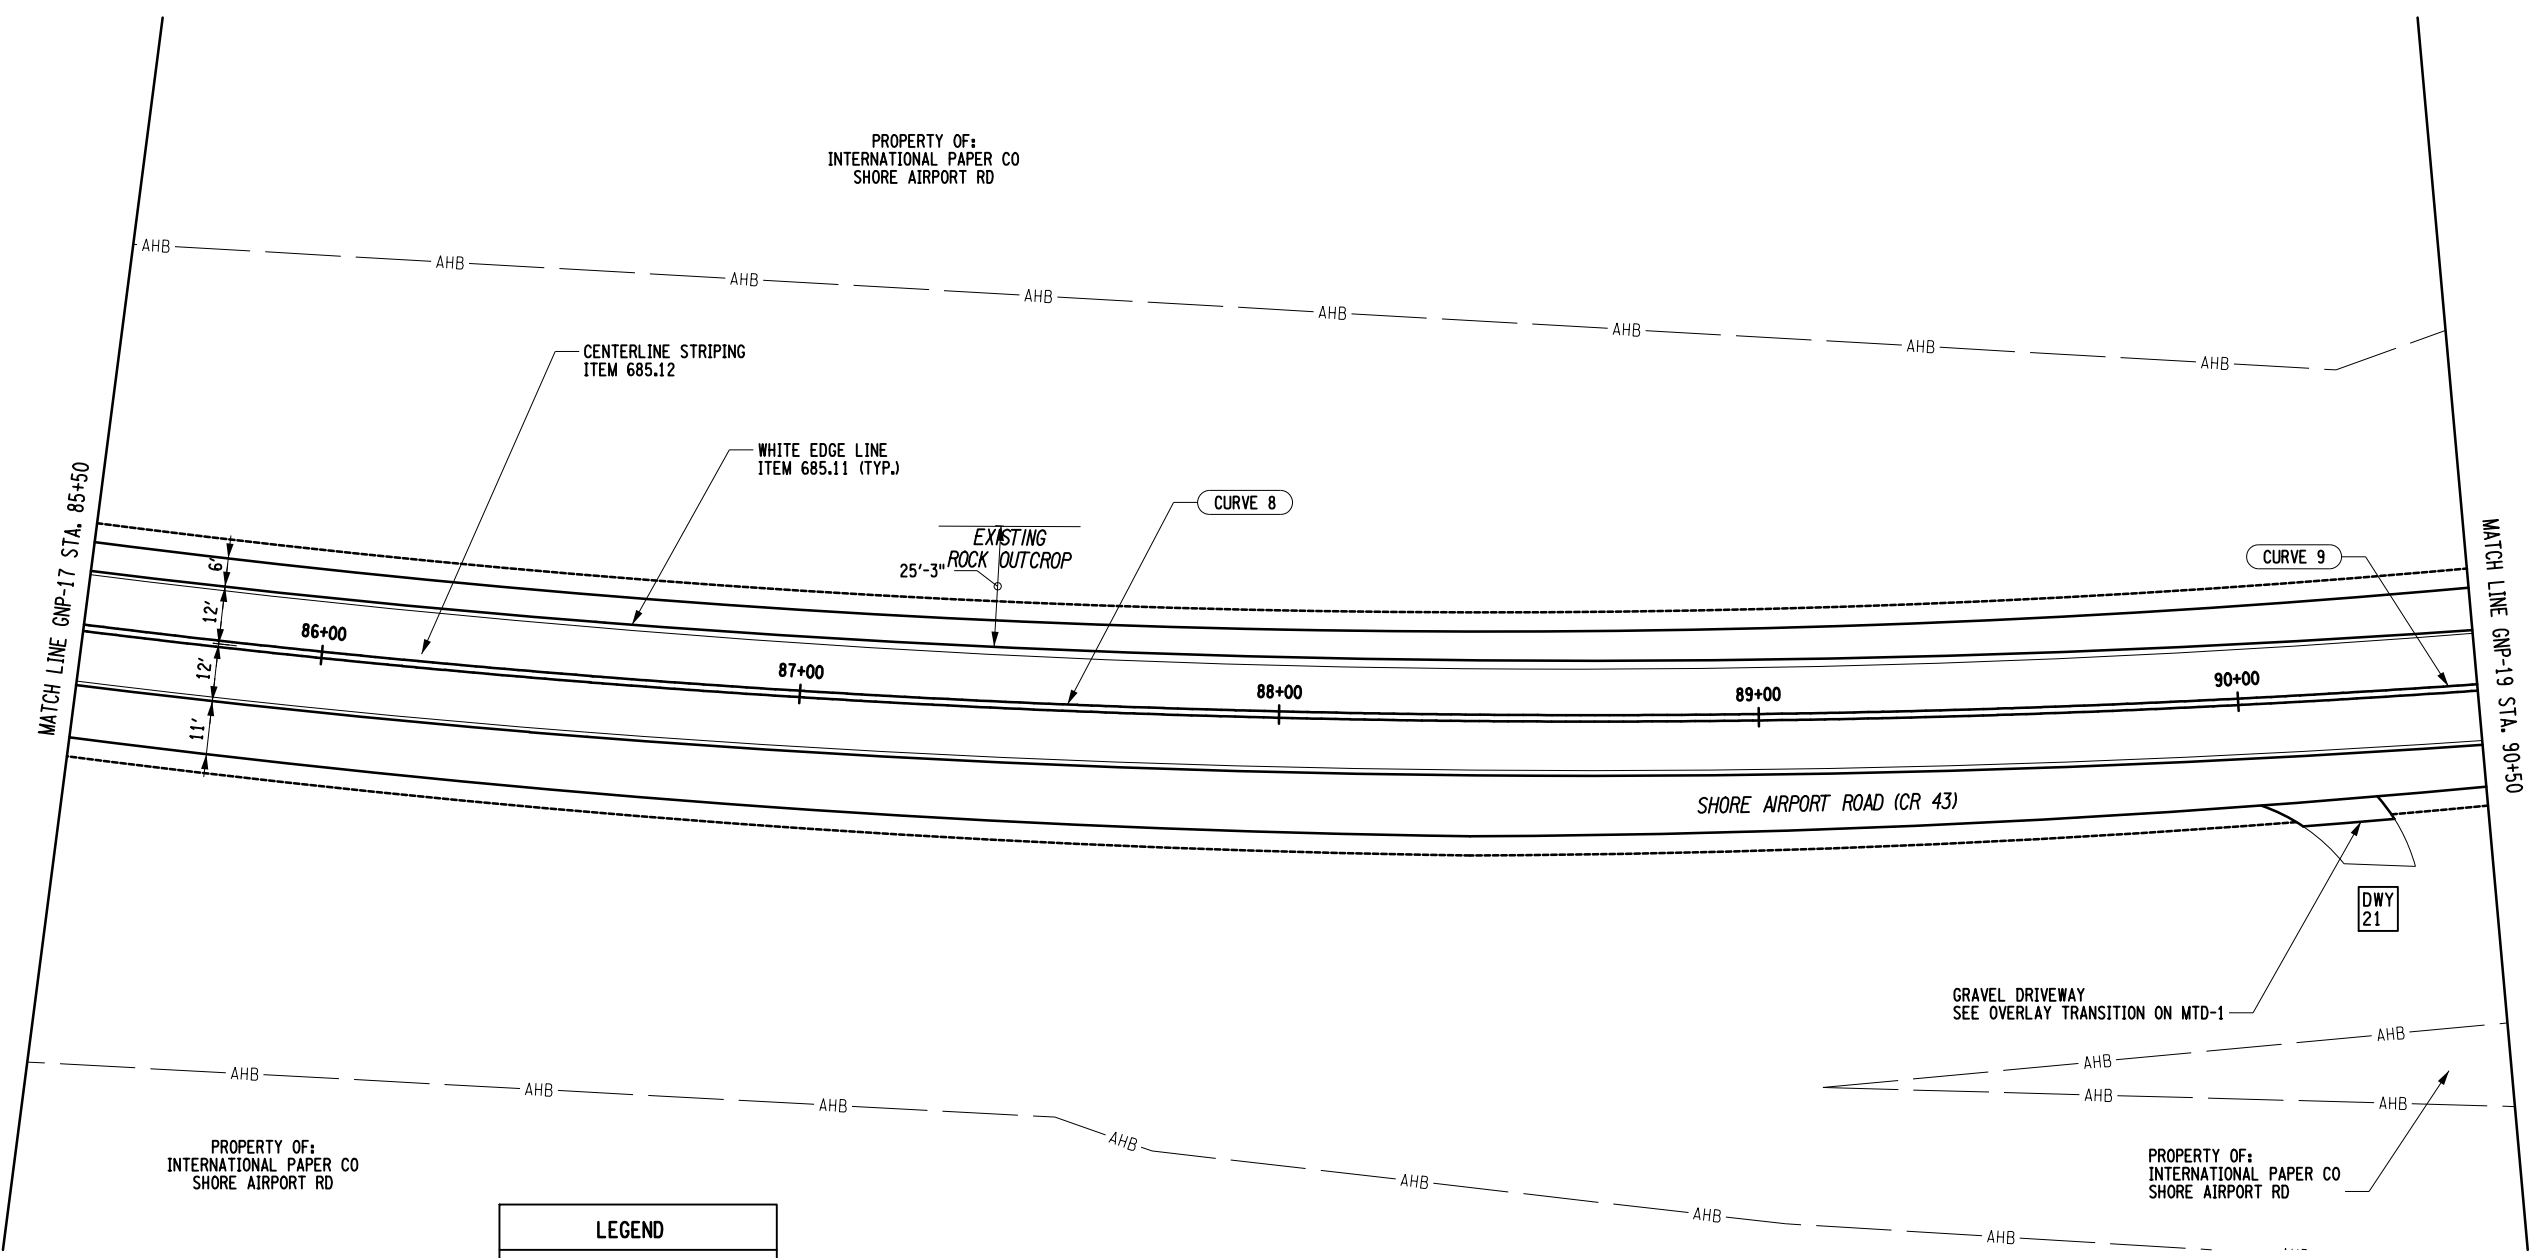 PROPERTY OF:
INTERNATIONAL PAPER CO
SHORE AIRPORT RD
AHB
AHB
AHB
AHB
AHB
AHB
AHB
AHB
CENTERLINE STRIPING
ITEM 685.12
WHITE EDGE LINE
ITEM 685.11 (TYP.)
CURVE 8
EXISTING
ROCK OUTCROP
25'-3"
CURVE 9
MATCH LINE GNP-17 STA. 85+50
MATCH LINE GNP-19 STA. 90+50
6'
12'
12'
11'
86+00
87+00
88+00
89+00
90+00
SHORE AIRPORT ROAD (CR 43)
DWY
21
GRAVEL DRIVEWAY
SEE OVERLAY TRANSITION ON MTD-1
AHB
AHB
AHB
AHB
AHB
AHB
AHB
AHB
AHB
AHB
AHB
PROPERTY OF:
INTERNATIONAL PAPER CO
SHORE AIRPORT RD
PROPERTY OF:
INTERNATIONAL PAPER CO
SHORE AIRPORT RD
LEGEND